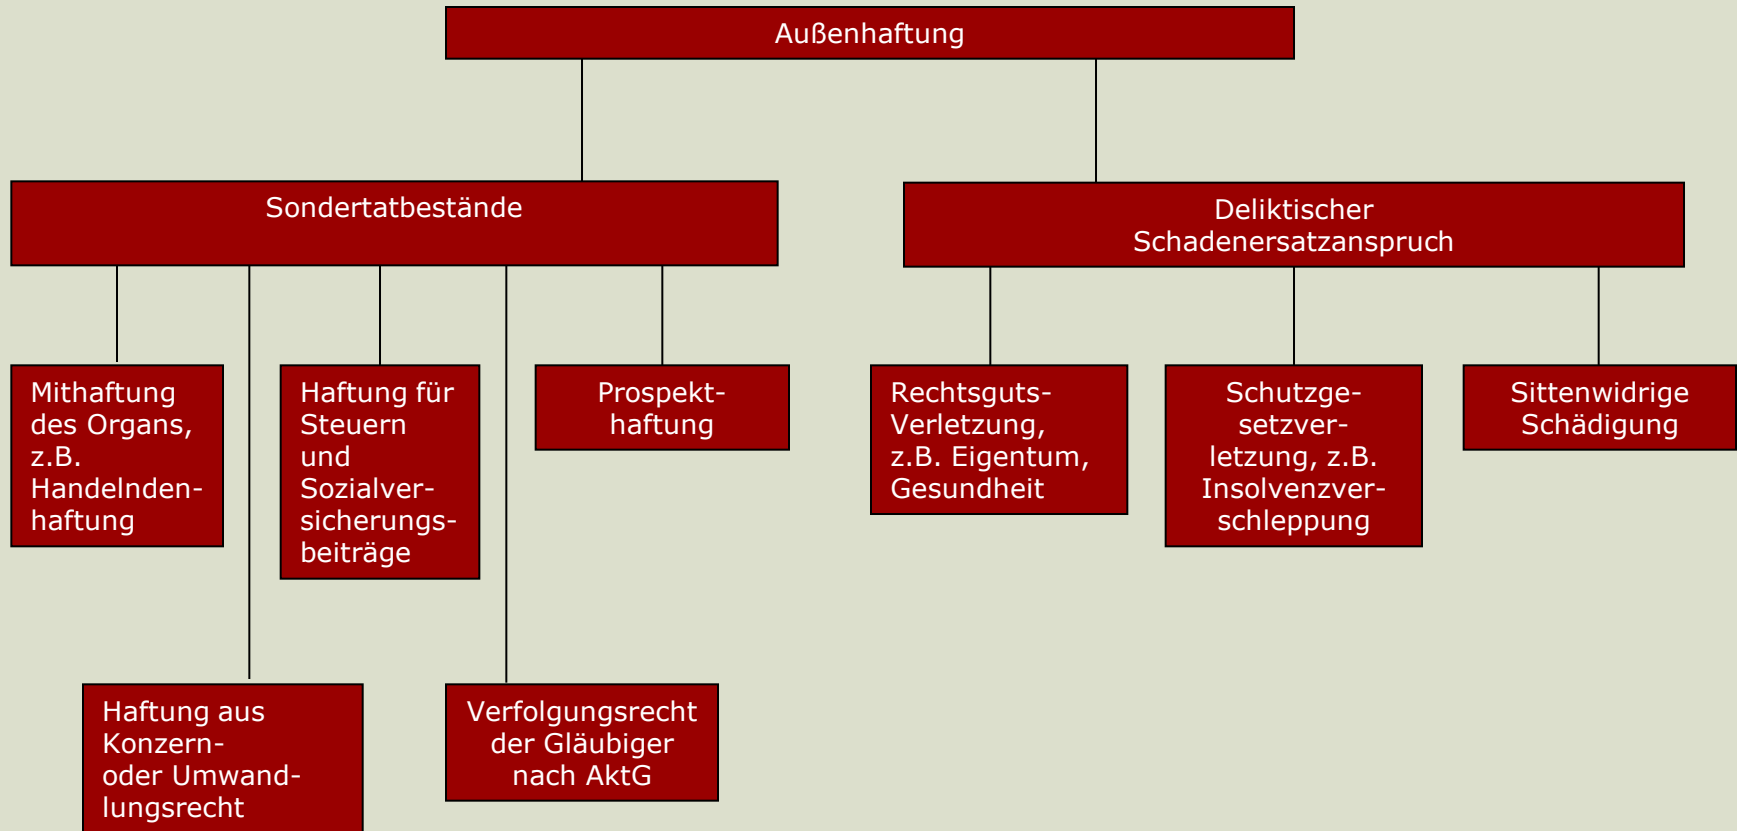 Außenhaftung
Sondertatbestände
Deliktischer
Schadenersatzanspruch
Mithaftung
des Organs,
z.B.
Handelnden-
haftung
Haftung für
Steuern
und
Sozialver-
sicherungs-
beiträge
Prospekt-
haftung
Rechtsguts-
Verletzung,
z.B. Eigentum,
Gesundheit
Schutzge-
setzver-
letzung, z.B.
Insolvenzver-
schleppung
Sittenwidrige
Schädigung
Haftung aus
Konzern-
oder Umwand-
lungsrecht
Verfolgungsrecht
der Gläubiger
nach AktG